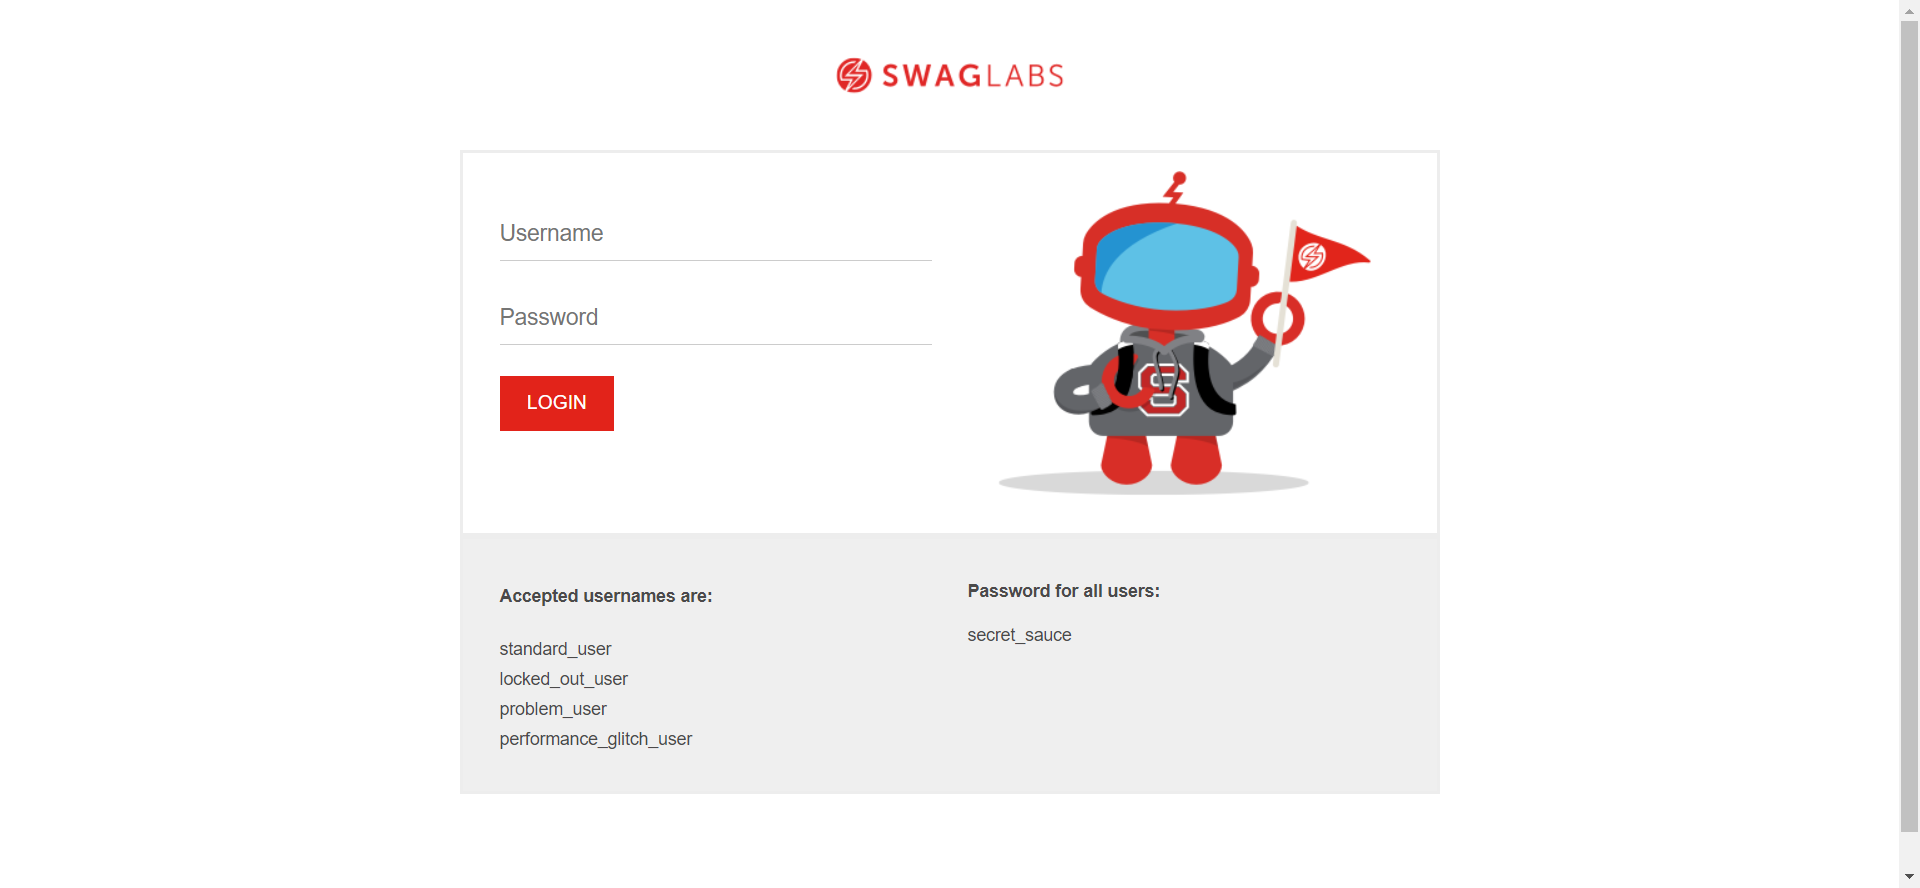 SWAGLABS
Username
Password
LOGIN
S
Accepted usernames are:
standard_user
locked_out_user
problem_user
performance_glitch_user
Password for all users:
secret_sauce